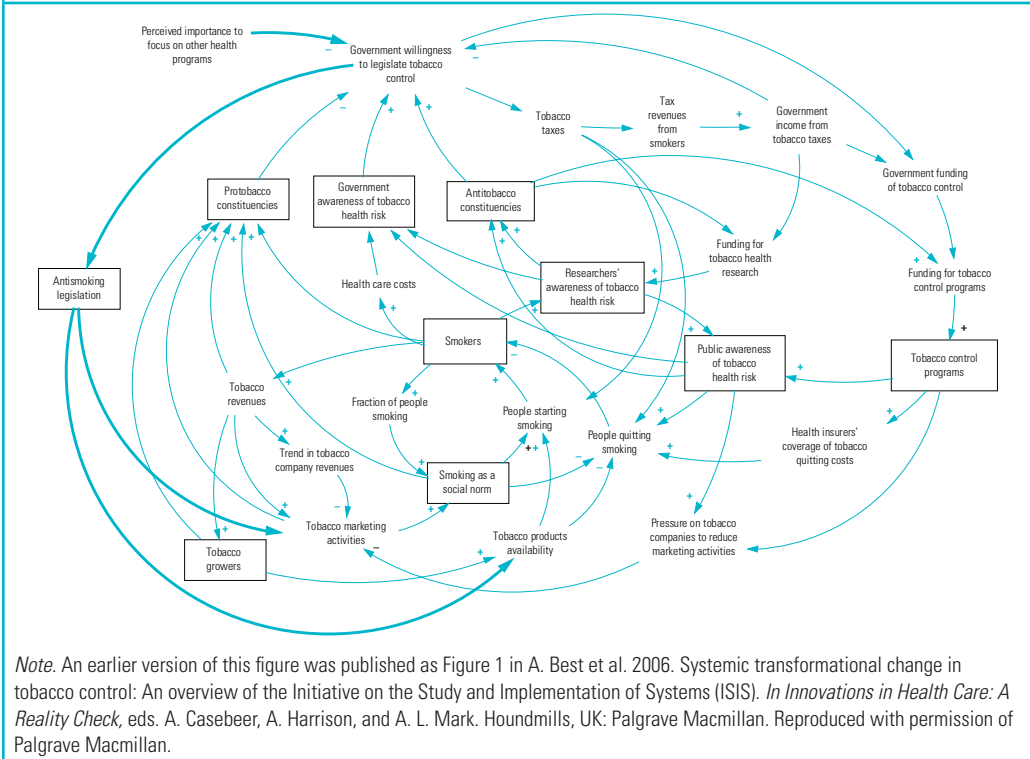 Perceived importance to
focus on other health
programs
–
Government willingness
to legislate tobacco
control
–
–
+
+
Tobacco
taxes
Tax
revenues
from
smokers
+
Government
income from
tobacco taxes
Government funding
of tobacco control
Protobacco
constituencies
Government
awareness of tobacco
health risk
Antitobacco
constituencies
+
+
+
+
+
+
+
Funding for
tobacco health
research
+
Funding for tobacco
control programs
Antismoking
legislation
Health care costs
+
Researchers'
awareness of tobacco
health risk
+
+
+
+
Smokers
–
+
Public awareness
of tobacco
health risk
+
Tobacco control
programs
Tobacco
revenues
+
+
Fraction of people
smoking
People starting
smoking
+
+
+
People quitting
smoking
+
+
–
–
+
Health insurers'
coverage of tobacco
quitting costs
+
Trend in tobacco
company revenues
+
Smoking as a
social norm
–
+
+
Tobacco marketing
activities
–
+
Tobacco
growers
+
Tobacco products
availability
+
Pressure on tobacco
companies to reduce
marketing activities
Note. An earlier version of this figure was published as Figure 1 in A. Best et al. 2006. Systemic transformational change in
tobacco control: An overview of the Initiative on the Study and Implementation of Systems (ISIS). In Innovations in Health Care: A
Reality Check, eds. A. Casebeer, A. Harrison, and A. L. Mark. Houndmills, UK: Palgrave Macmillan. Reproduced with permission of
Palgrave Macmillan.